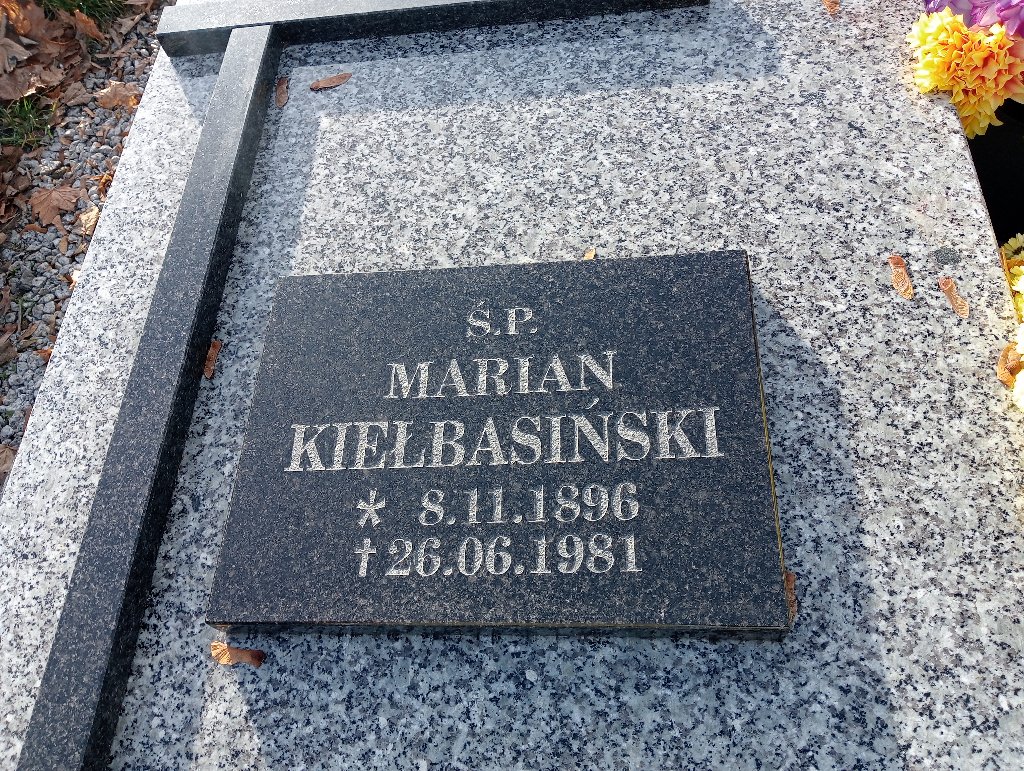 Ś.P.
MARIAN
KIEŁBASIŃSKI
* 8.11.1896
† 26.06.1981